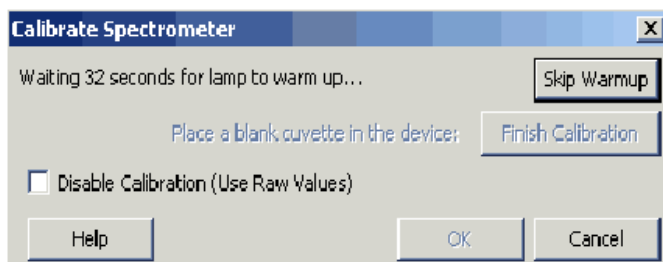 Calibrate Spectrometer
Waiting 32 seconds for lamp to warm up...
Skip Warmup
Place a blank cuvette in the device:
Finish Calibration
Disable Calibration (Use Raw Values)
Help
OK
Cancel